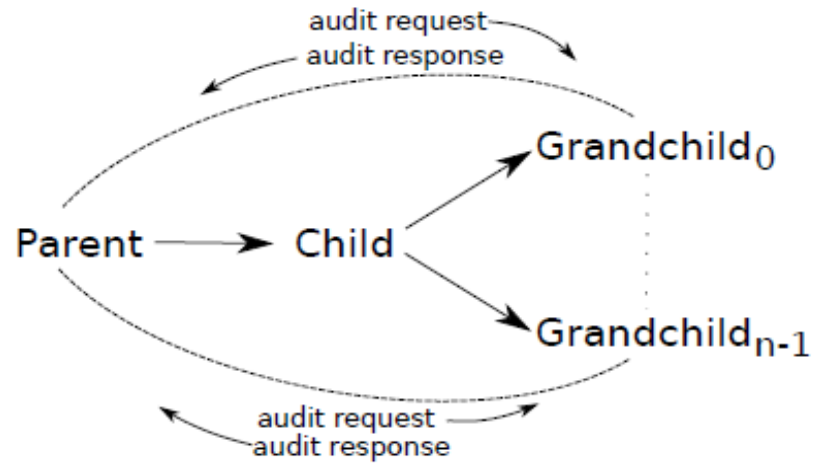 audit request
audit response
Grandchild0
Parent
Child
Grandchildn-1
audit request
audit response